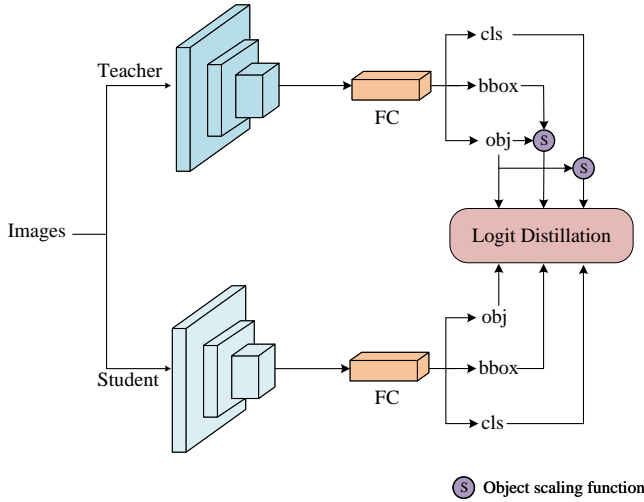 cls
Teacher
bbox
FC
obj
S
S
Images
Logit Distillation
obj
Student
bbox
FC
cls
S Object scaling function